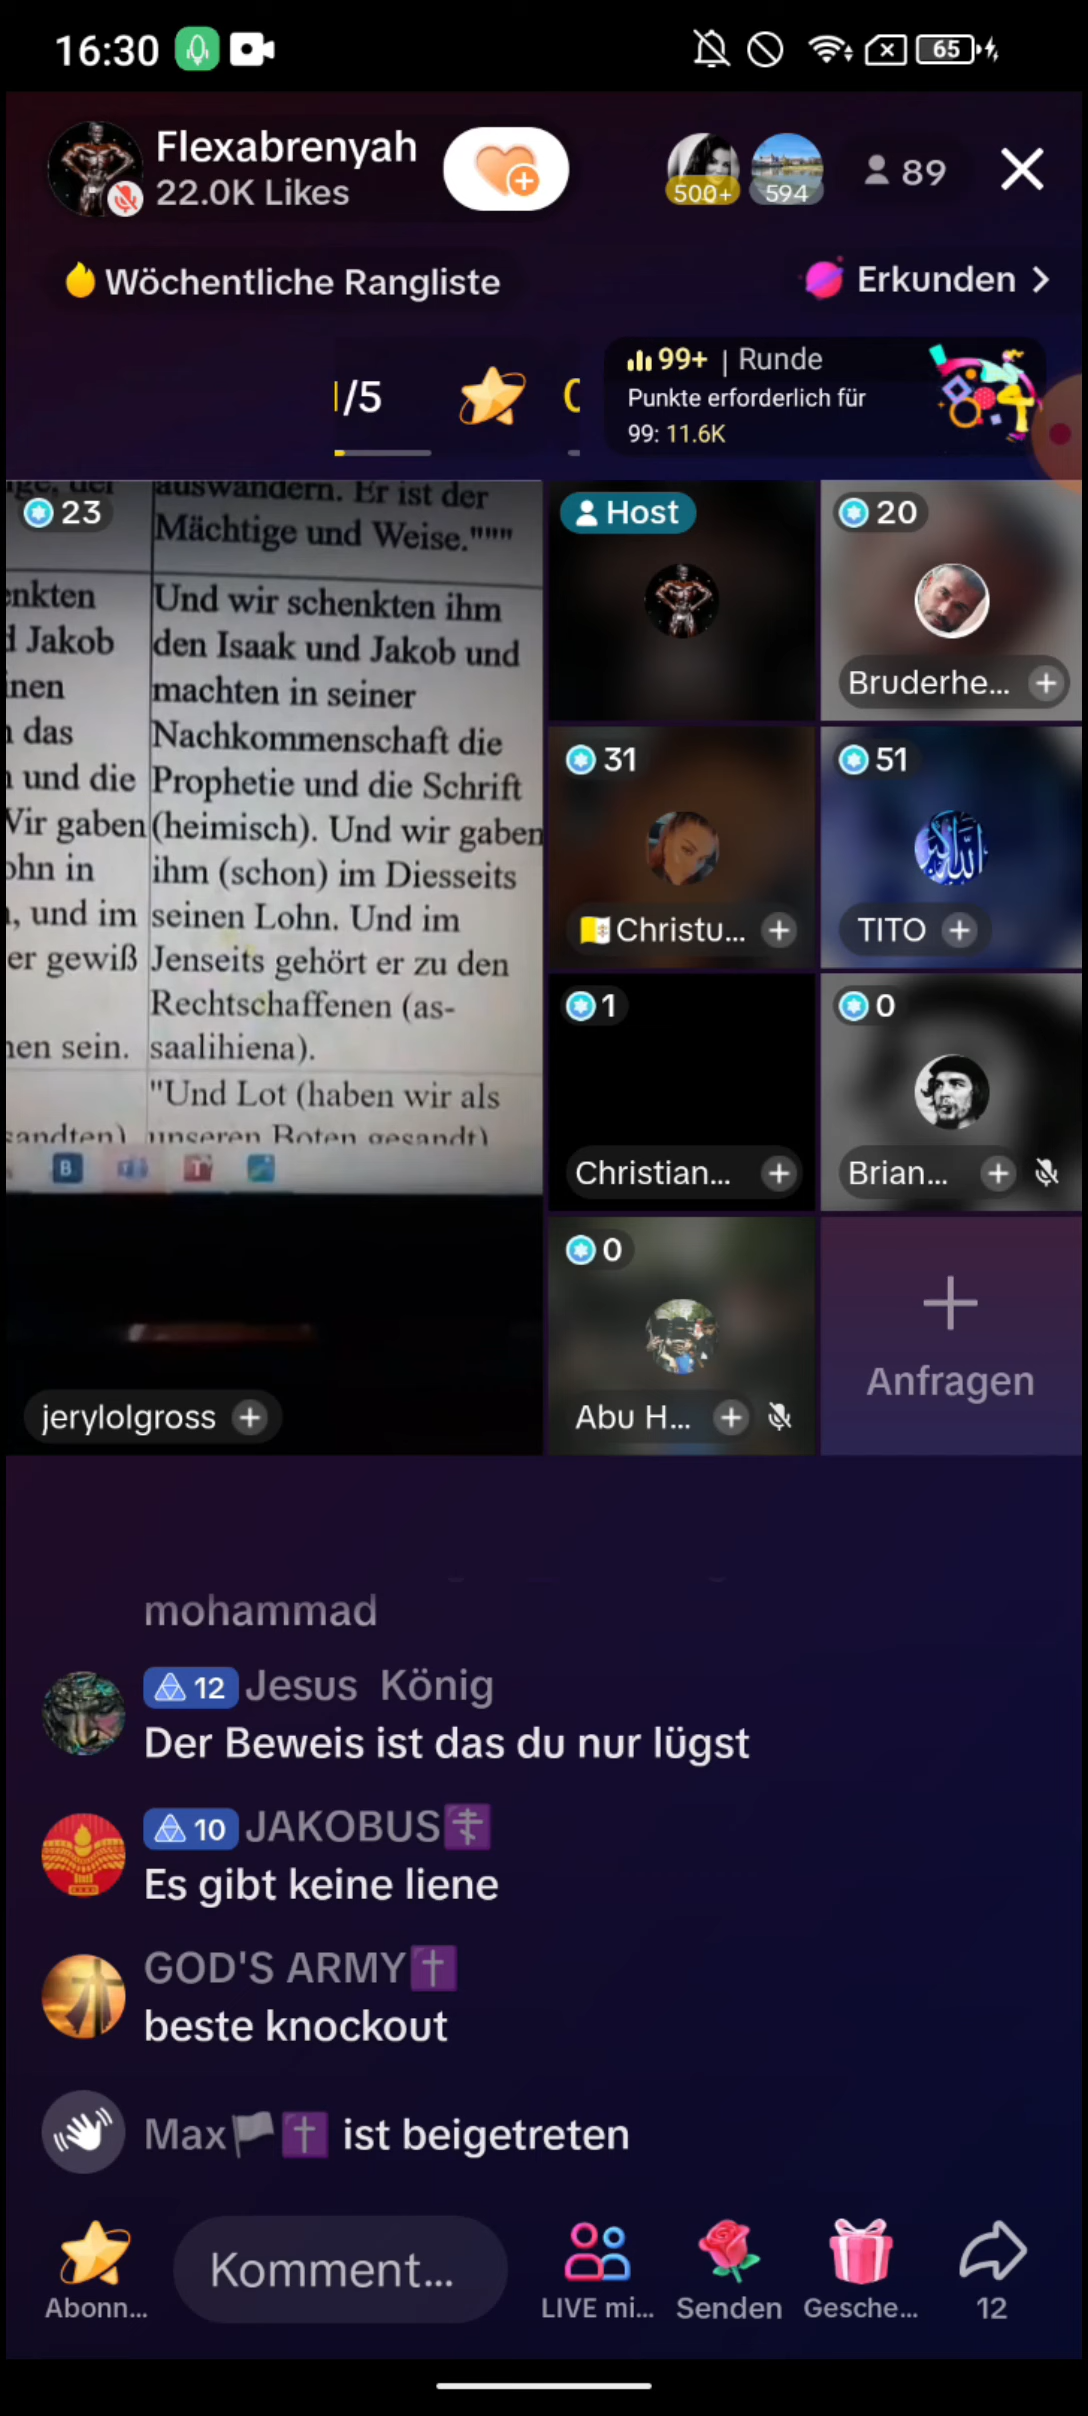 16:30
65
Flexabrenyah
22.0K Likes
500+
594
89
Wöchentliche Rangliste
Erkunden
/5
99+ | Runde
Punkte erforderlich für
99: 11.6K
23
auswandern. Er ist der
Mächtige und Weise."""
Und wir schenkten ihm
Jakob
den Isaak und Jakob und
machten in seiner
das
Nachkommenschaft die
und die
Prophetie und die Schrift
gaben
(heimisch). Und wir gaben
in
ihm (schon) im Diesseits
, und im
seinen Lohn. Und im
er gewiß
Jenseits gehört er zu den
Rechtschaffenen (as-
sein.
saalihiena).
"Und Lot (haben wir als
unseren Boten gesandt)
B
T
jerylolgross
Host
20
Bruderhe...
31
Christu...
51
TITO
1
Christian...
0
Brian...
0
Abu H...
Anfragen
mohammad
12 Jesus König
Der Beweis ist das du nur lügst
10 JAKOBUS
Es gibt keine liene
GOD'S ARMY
beste knockout
Max ist beigetreten
Abonn...
Komment...
LIVE mi...
Senden
Gesche...
12